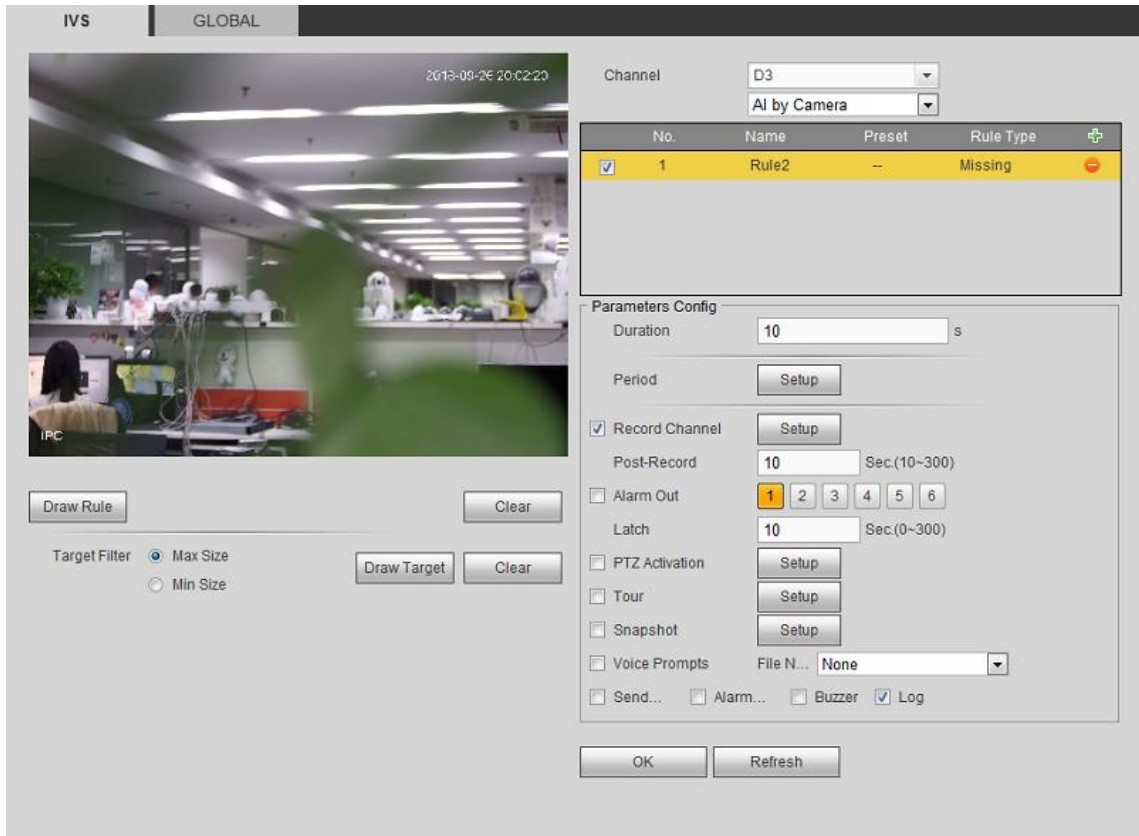 IVS GLOBAL
2018-09-26 20:02:20
IPC
Draw Rule Clear
Target Filter Max Size
Min Size
Draw Target Clear
Channel D3
AI by Camera
No. Name Preset Rule Type
1 Rule2 -- Missing
Parameters Config
Duration 10 s
Period Setup
Record Channel Setup
Post-Record 10 Sec.(10~300)
Alarm Out 1 2 3 4 5 6
Latch 10 Sec.(0~300)
PTZ Activation Setup
Tour Setup
Snapshot Setup
Voice Prompts File N... None
Send... Alarm... Buzzer Log
OK Refresh